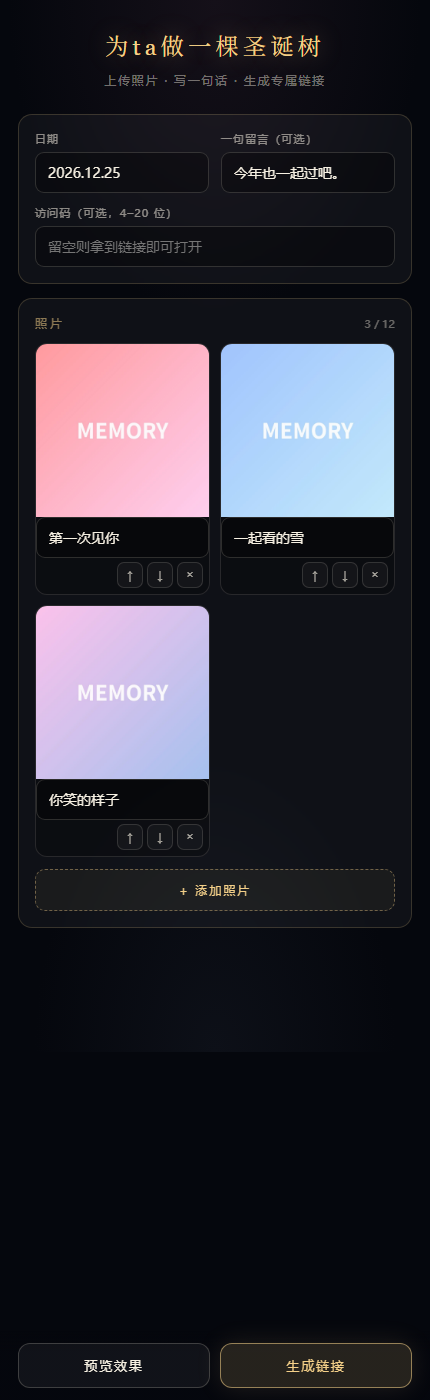 为ta做一棵圣诞树
上传照片 · 写一句话 · 生成专属链接
日期
一句留言 (可选)
2026.12.25
今年也一起过吧。
访问码 (可选，4–20 位)
留空则拿到链接即可打开
照片
3 / 12
MEMORY
MEMORY
第一次见你
一起看的雪
↑ ↓ ×
↑ ↓ ×
MEMORY
你笑的样子
↑ ↓ ×
+ 添加照片
预览效果
生成链接